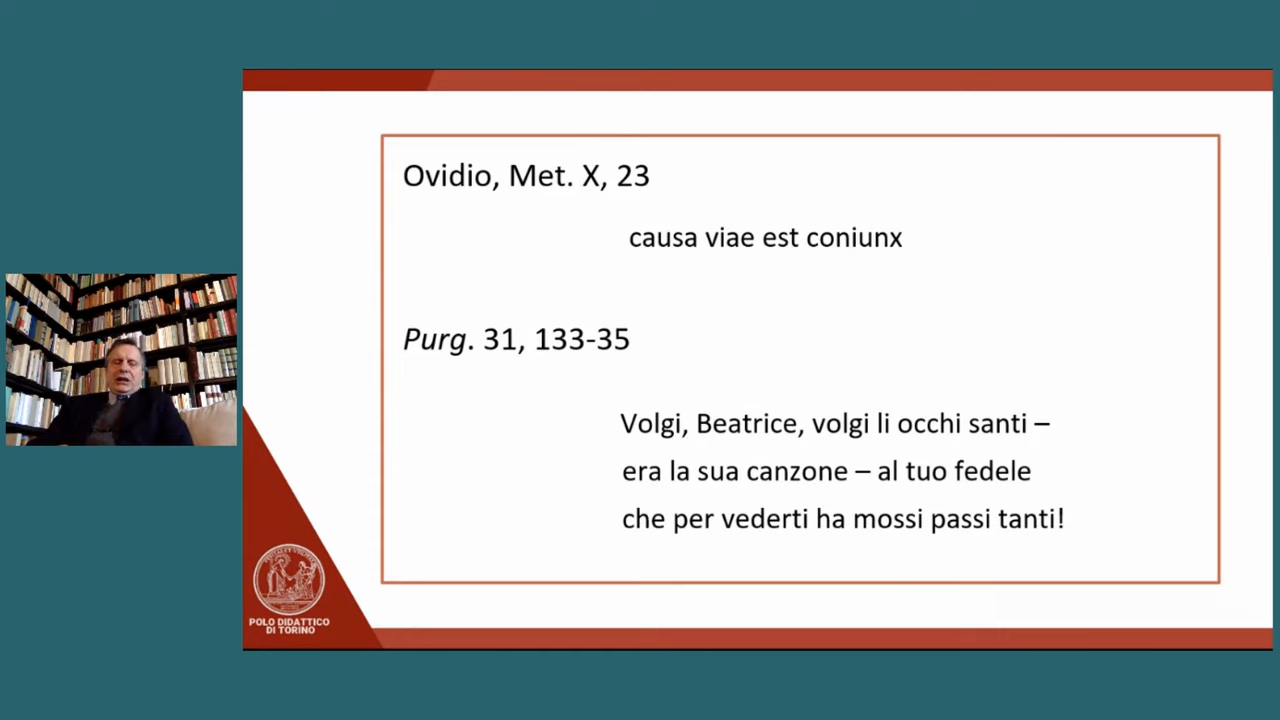 Ovidio, Met. X, 23
causa viae est coniunx
Purg. 31, 133-35
Volgi, Beatrice, volgi li occhi santi –
era la sua canzone – al tuo fedele
che per vederti ha mossi passi tanti!
POLO DIDATTICO
DI TORINO